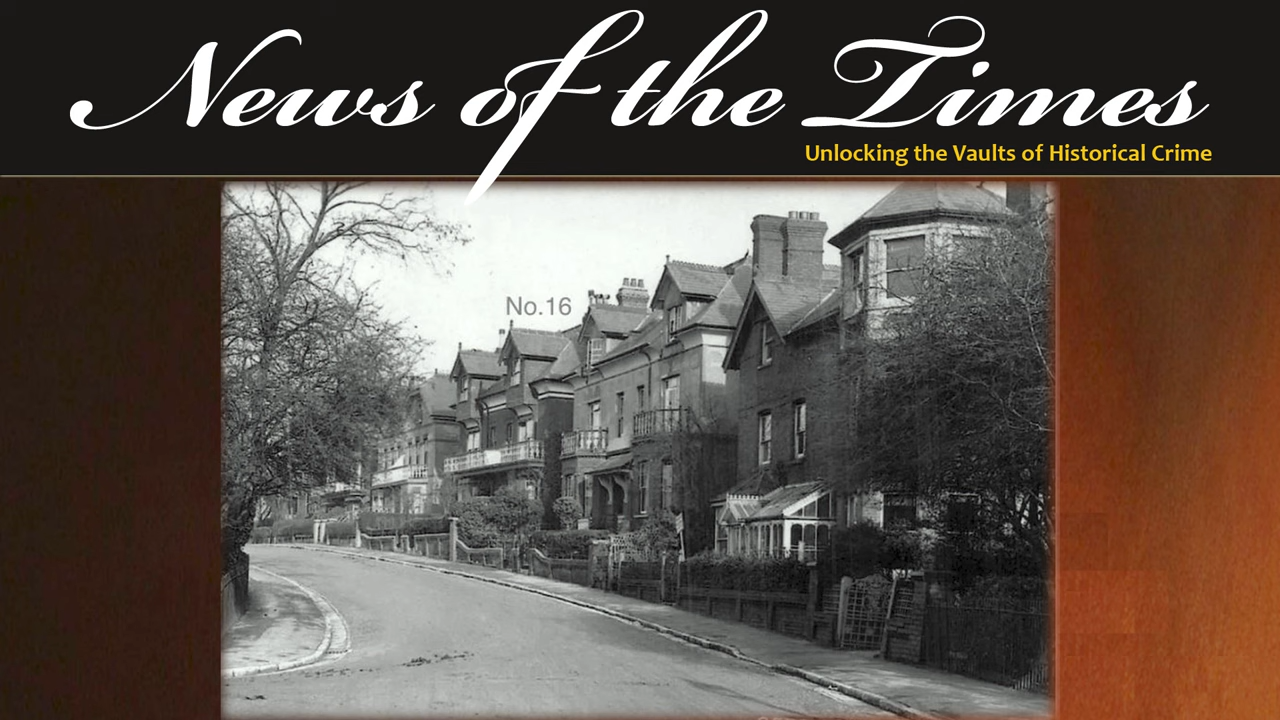 News of the Times
Unlocking the Vaults of Historical Crime
No.16